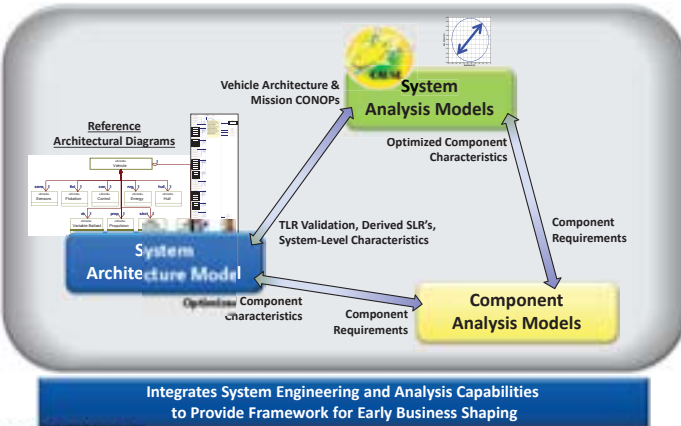 System
Analysis Models
Vehicle Architecture &
Mission CONOPs
Reference
Architectural Diagrams
Optimized Component
Characteristics
Vehicle
Sensors
Flotation
Control
Energy
Hull
Variable Ballast
Propulsion
TLR Validation, Derived SLR's,
System-Level Characteristics
Component
Requirements
System
Architecture Model
Component
Characteristics
Component
Requirements
Component
Analysis Models
Integrates System Engineering and Analysis Capabilities
to Provide Framework for Early Business Shaping